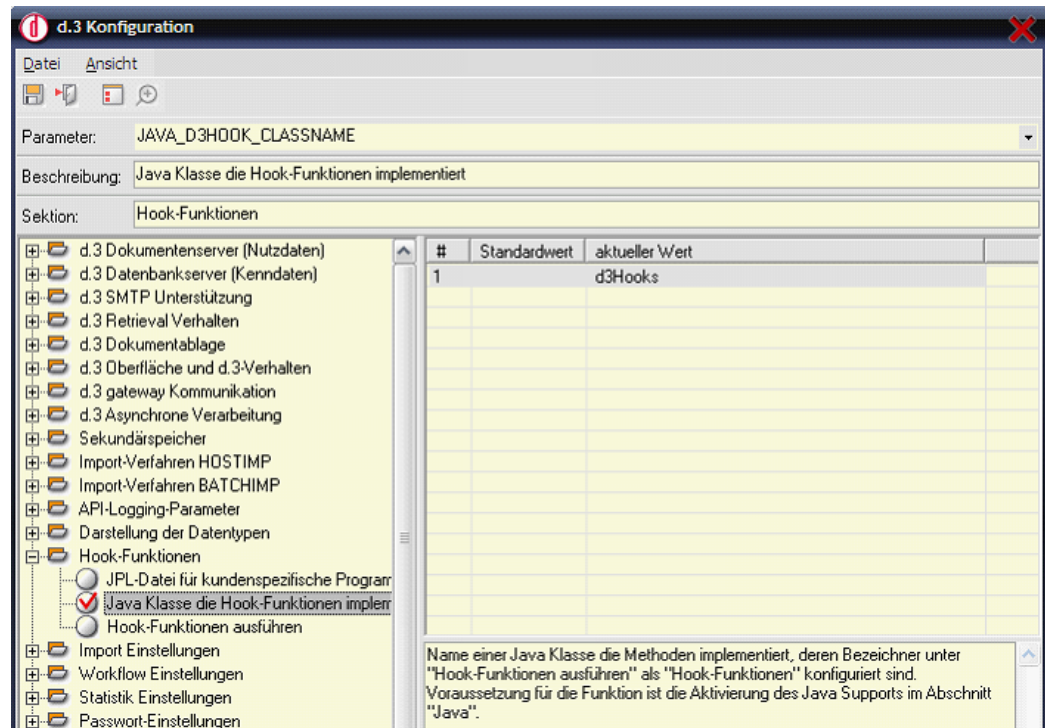 d.3 Konfiguration
Datei Ansicht
Parameter: JAVA_D3HOOK_CLASSNAME
Beschreibung: Java Klasse die Hook-Funktionen implementiert
Sektion: Hook-Funktionen
d.3 Dokumentenserver (Nutzdaten)
d.3 Datenbankserver (Kenndaten)
d.3 SMTP Unterstützung
d.3 Retrieval Verhalten
d.3 Dokumentablage
d.3 Oberfläche und d.3-Verhalten
d.3 gateway Kommunikation
d.3 Asynchrone Verarbeitung
Sekundärspeicher
Import-Verfahren HOSTIMP
Import-Verfahren BATCHIMP
API-Logging-Parameter
Darstellung der Datentypen
Hook-Funktionen
JPL-Datei für kundenspezifische Program
Java Klasse die Hook-Funktionen implem
Hook-Funktionen ausführen
Import Einstellungen
Workflow Einstellungen
Statistik Einstellungen
Passwort-Einstellungen
# Standardwert aktueller Wert
1 d3Hooks
Name einer Java Klasse die Methoden implementiert, deren Bezeichner unter
"Hook-Funktionen ausführen" als "Hook-Funktionen" konfiguriert sind.
Voraussetzung für die Funktion ist die Aktivierung des Java Supports im Abschnitt
"Java".